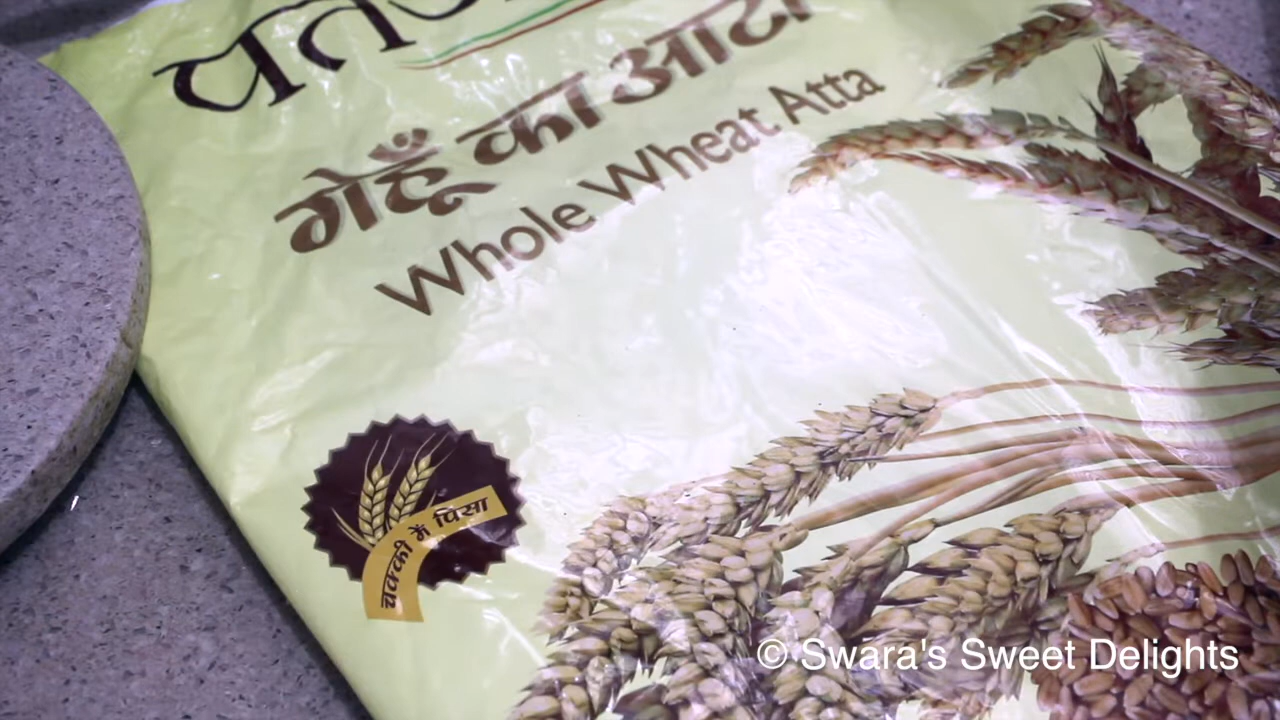 गेहूँ का आटा
Whole Wheat Atta
चक्की में पिसा
© Swara's Sweet Delights